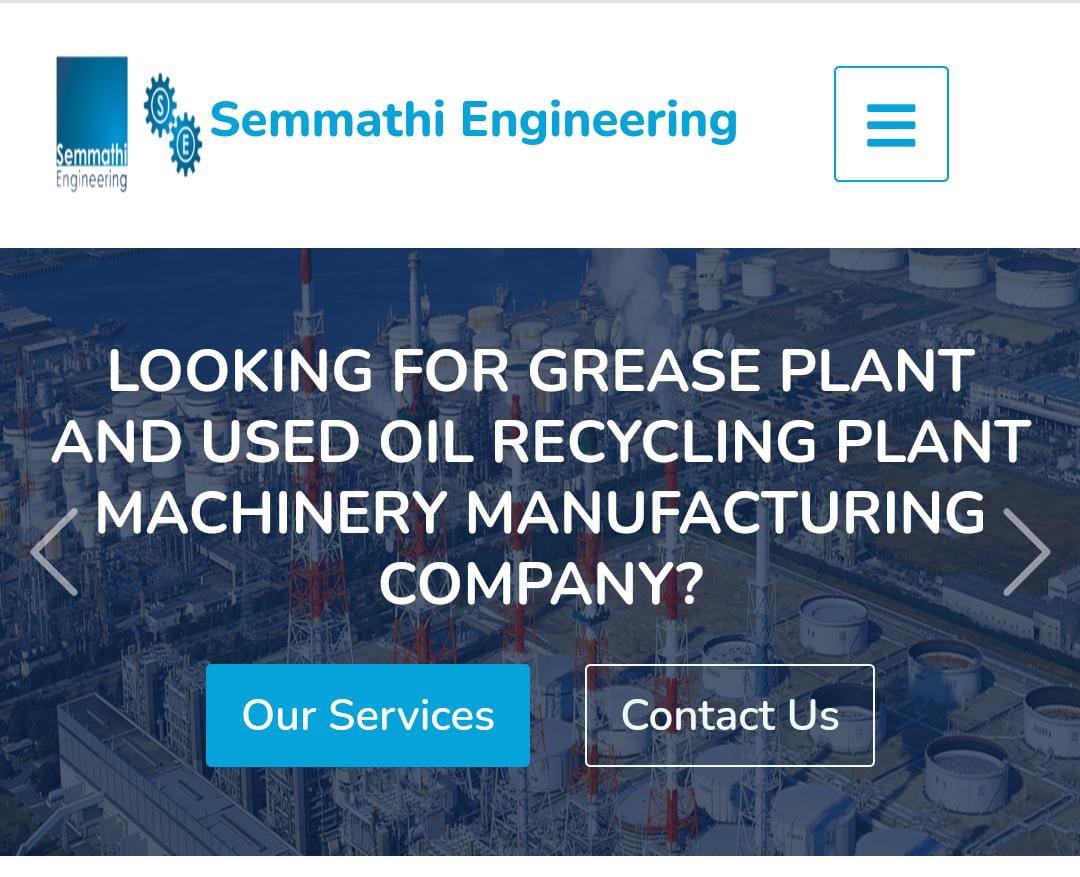 Semmathi
Engineering
S
E
Semmathi Engineering
LOOKING FOR GREASE PLANT
AND USED OIL RECYCLING PLANT
MACHINERY MANUFACTURING
COMPANY?
Our Services
Contact Us